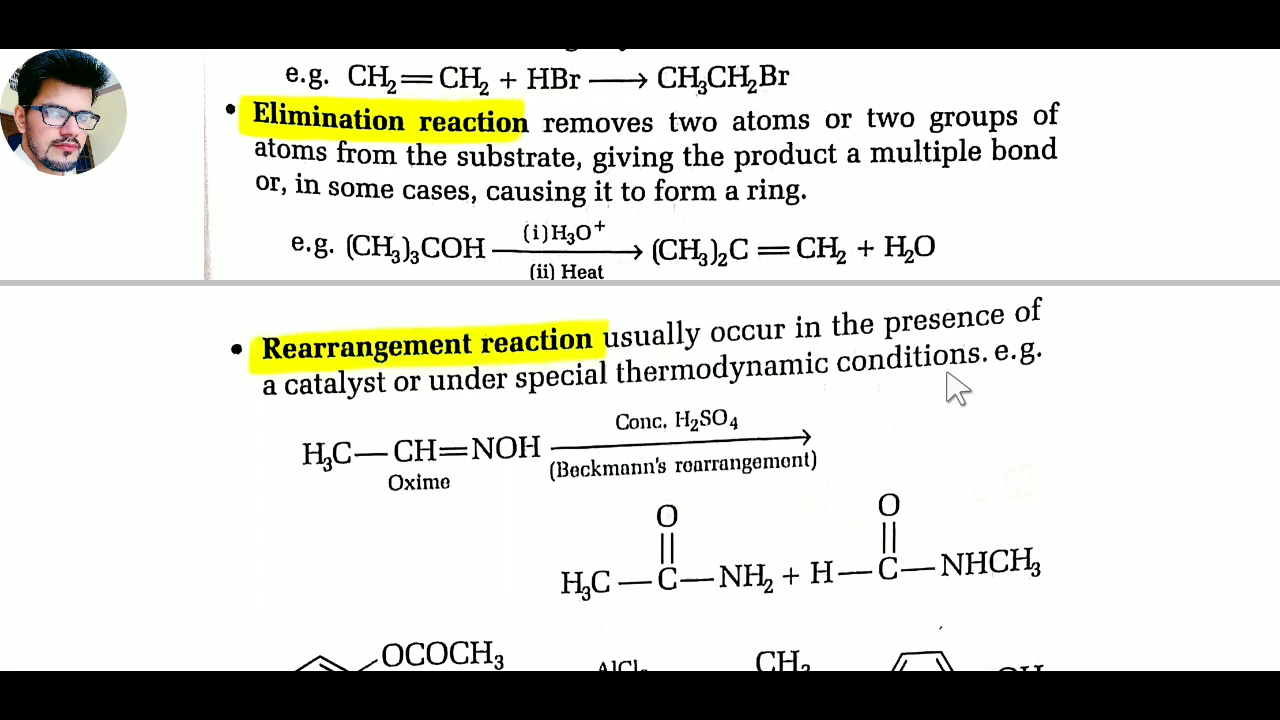 e.g. CH₂=CH₂ + HBr ⟶ CH₃CH₂Br
• Elimination reaction removes two atoms or two groups of
atoms from the substrate, giving the product a multiple bond
or, in some cases, causing it to form a ring.
(i)H₃O⁺
e.g. (CH₃)₃COH ⟶ (CH₃)₂C=CH₂ + H₂O
(ii) Heat
• Rearrangement reaction usually occur in the presence of
a catalyst or under special thermodynamic conditions. e.g.
Conc. H₂SO₄
H₃C—CH=NOH ⟶
(Beckmann's rearrangement)
Oxime
O O
|| ||
H₃C—C—NH₂ + H—C—NHCH₃
OCOCH₃